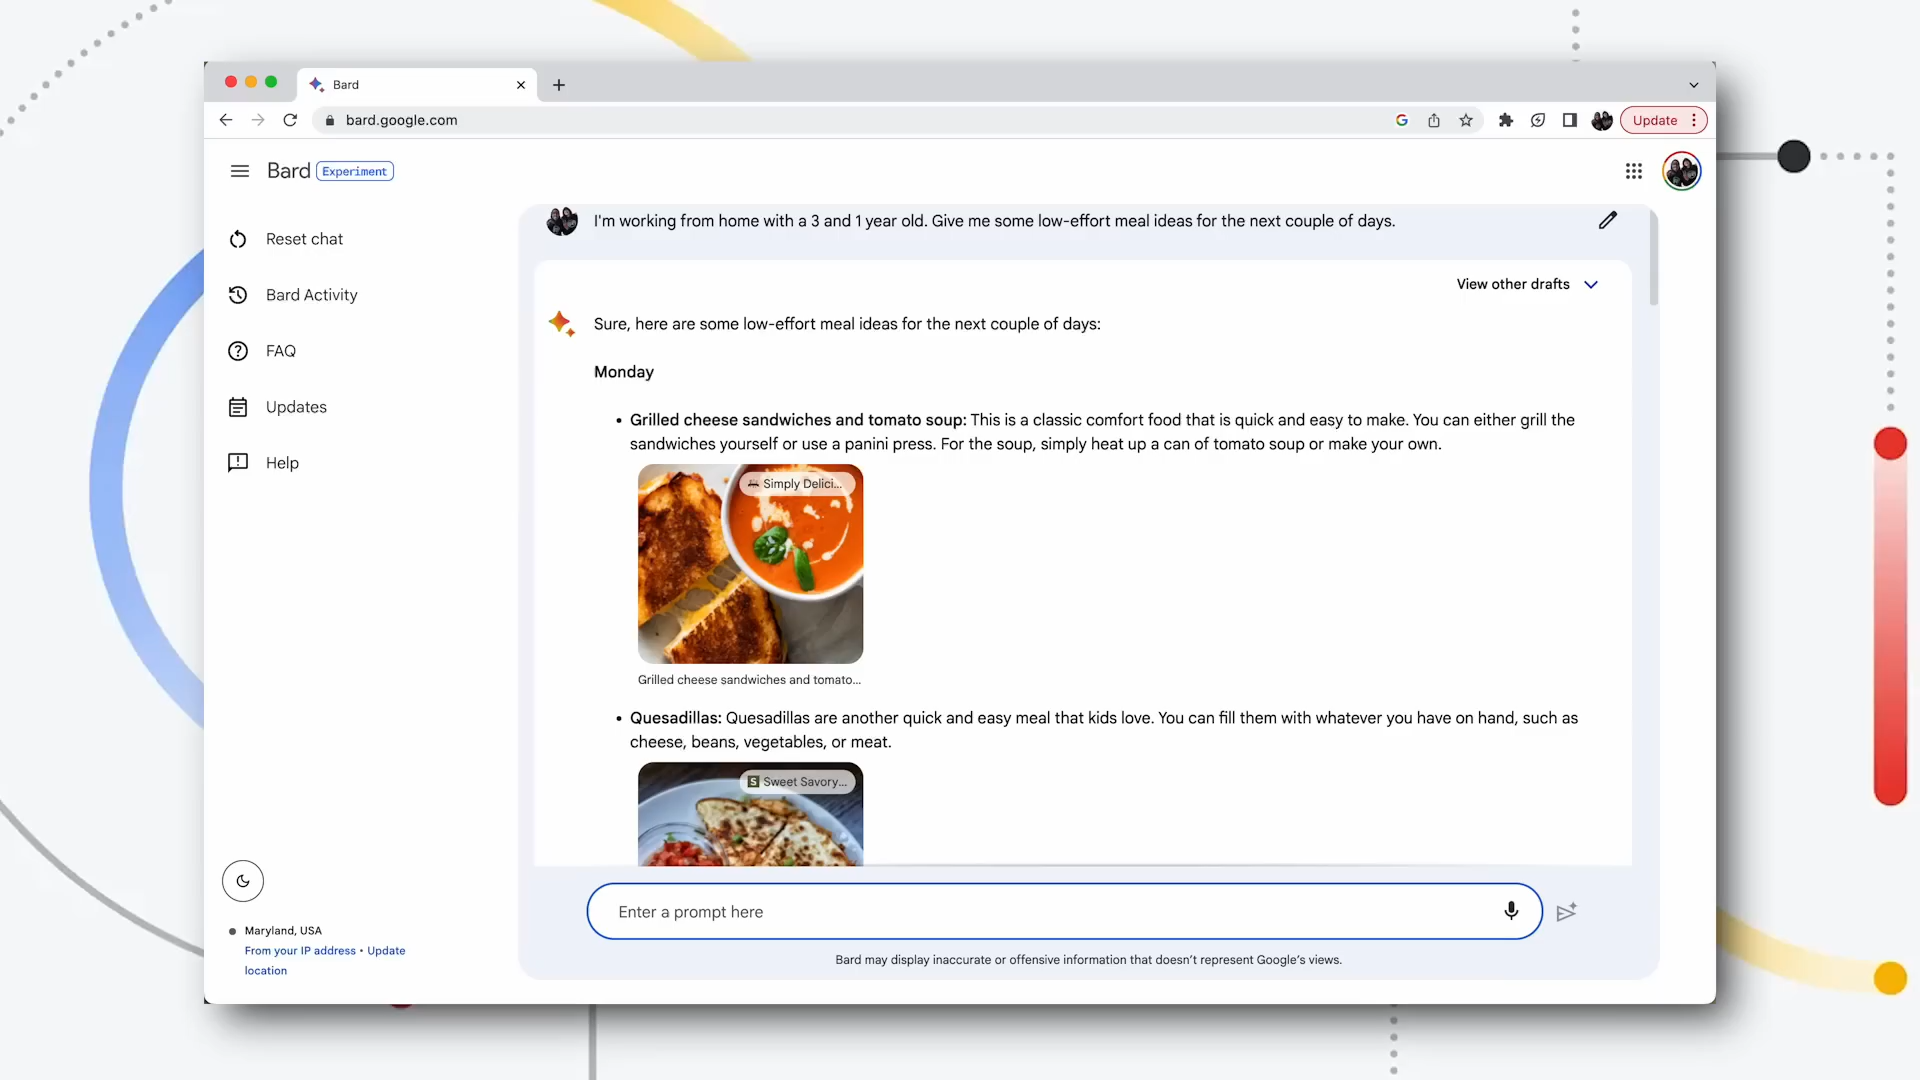 Bard
bard.google.com
Update
Bard Experiment
I'm working from home with a 3 and 1 year old. Give me some low-effort meal ideas for the next couple of days.
Reset chat
Bard Activity
FAQ
Updates
Help
View other drafts
Sure, here are some low-effort meal ideas for the next couple of days:
Monday
• Grilled cheese sandwiches and tomato soup: This is a classic comfort food that is quick and easy to make. You can either grill the
sandwiches yourself or use a panini press. For the soup, simply heat up a can of tomato soup or make your own.
Simply Delici...
Grilled cheese sandwiches and tomato...
• Quesadillas: Quesadillas are another quick and easy meal that kids love. You can fill them with whatever you have on hand, such as
cheese, beans, vegetables, or meat.
S Sweet Savory...
Enter a prompt here
Bard may display inaccurate or offensive information that doesn't represent Google's views.
Maryland, USA
From your IP address • Update
location